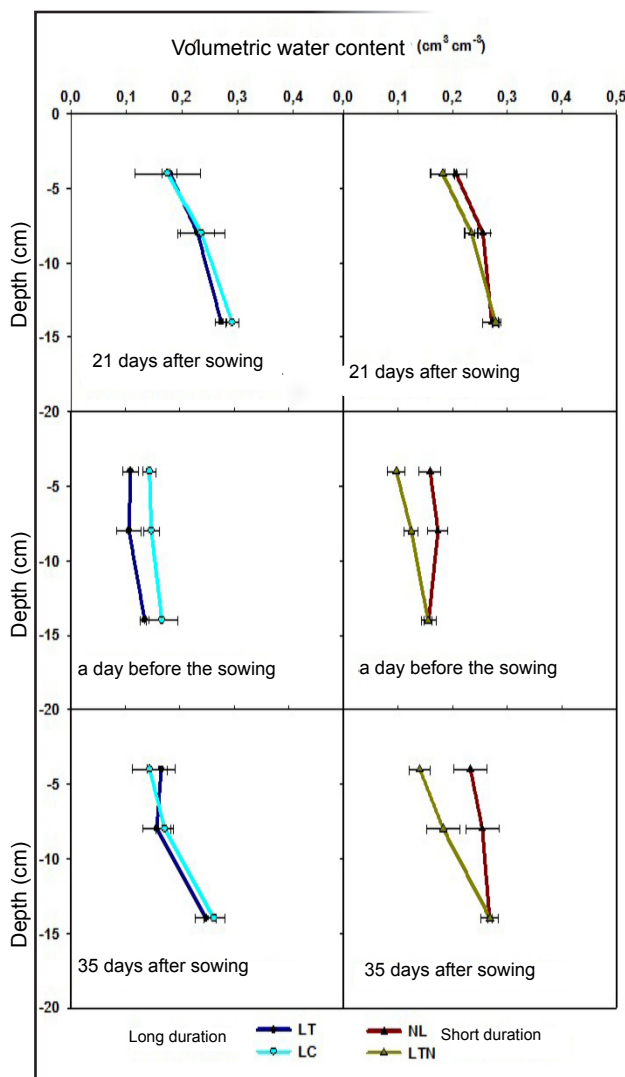 Volumetric water content (cm³ cm⁻³)
0,0 0,1 0,2 0,3 0,4 0,0 0,1 0,2 0,3 0,4 0,5
0
-5
-10
-15
Depth (cm)
21 days after sowing
21 days after sowing
-20
-5
-10
-15
Depth (cm)
a day before the sowing
a day before the sowing
-20
-5
-10
-15
Depth (cm)
35 days after sowing
35 days after sowing
-20
Long duration LT NL Short duration
LC LTN